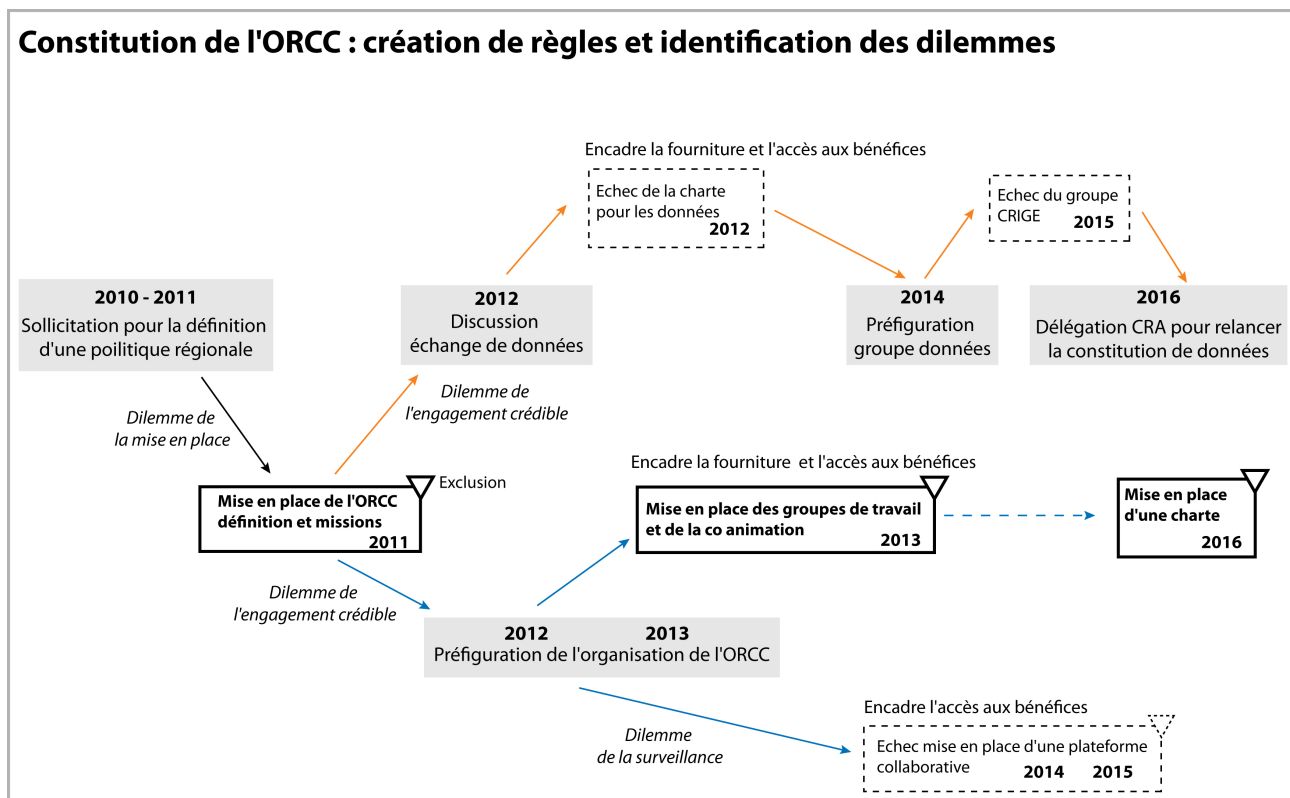 Constitution de l'ORCC : création de règles et identification des dilemmes
Encadre la fourniture et l'accès aux bénéfices
Echec de la charte
pour les données
2012
Echec du groupe
CRIGE
2015
2010 - 2011
Sollicitation pour la définition
d'une poilitique régionale
2012
Discussion
échange de données
2014
Préfiguration
groupe données
2016
Délégation CRA pour relancer
la constitution de données
Dilemme de
la mise en place
Dilemme de
l'engagement crédible
Mise en place de l'ORCC
définition et missions
2011
Exclusion
Encadre la fourniture et l'accès aux bénéfices
Mise en place des groupes de travail
et de la co animation
2013
Mise en place
d'une charte
2016
Dilemme de
l'engagement crédible
2012 2013
Préfiguration de l'organisation de l'ORCC
Dilemme
de la surveillance
Encadre l'accès aux bénéfices
Echec mise en place d'une plateforme
collaborative
2014 2015